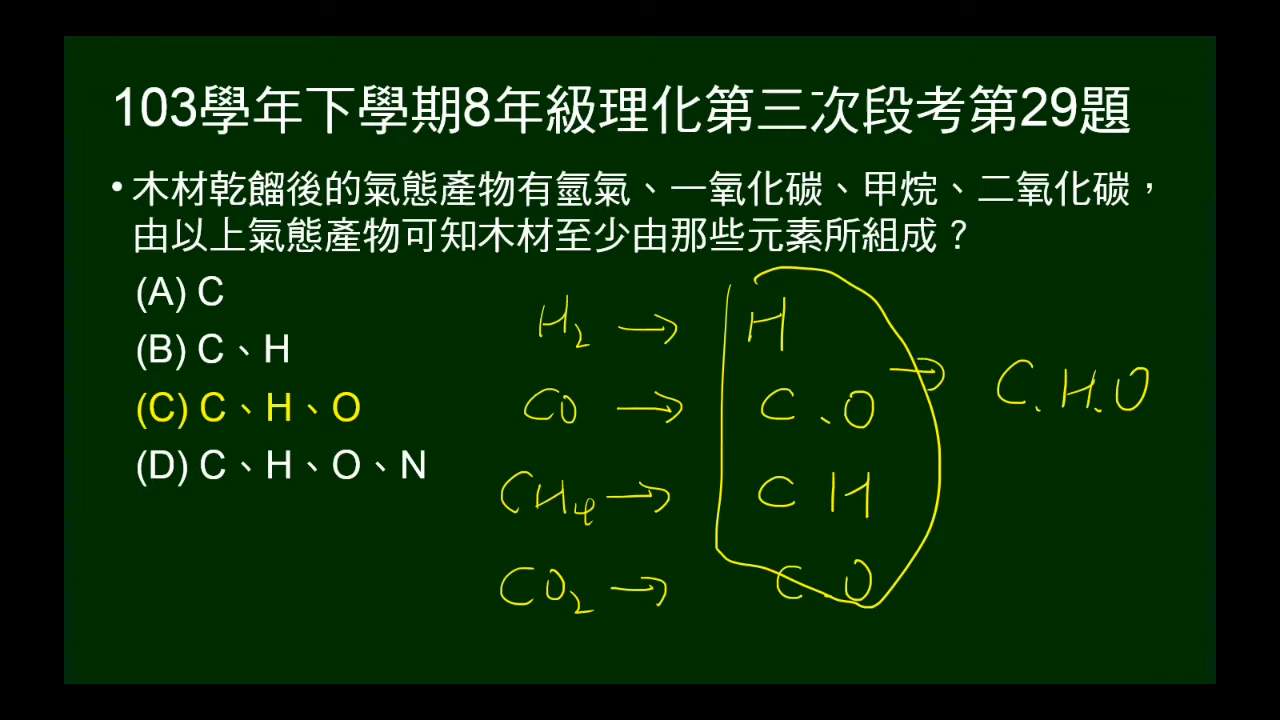 103學年下學期8年級理化第三次段考第29題
•木材乾餾後的氣態產物有氫氣、一氧化碳、甲烷、二氧化碳，
由以上氣態產物可知木材至少由那些元素所組成？
(A) C
(B) C、H
(C) C、H、O
(D) C、H、O、N
H₂ → H
CO → C、O
CH₄ → C H
CO₂ → C、O
→ C、H、O